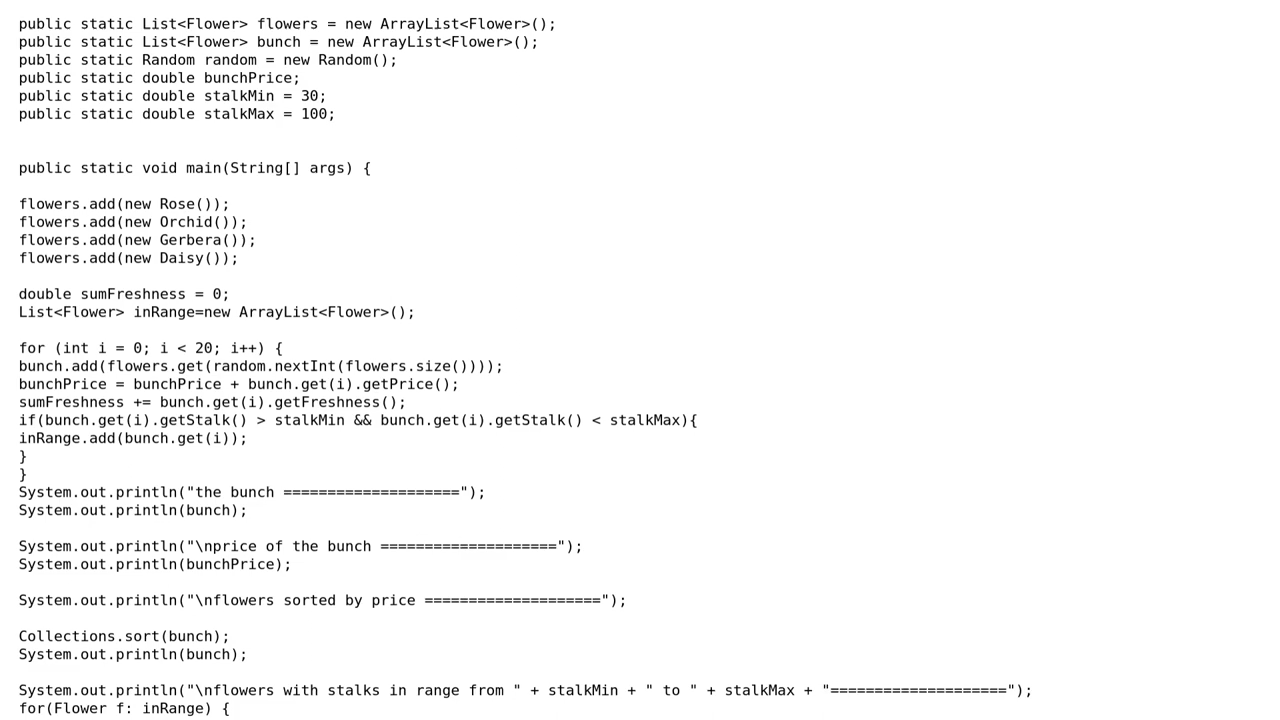 public static List<Flower> flowers = new ArrayList<Flower>();
public static List<Flower> bunch = new ArrayList<Flower>();
public static Random random = new Random();
public static double bunchPrice;
public static double stalkMin = 30;
public static double stalkMax = 100;
public static void main(String[] args) {
flowers.add(new Rose());
flowers.add(new Orchid());
flowers.add(new Gerbera());
flowers.add(new Daisy());
double sumFreshness = 0;
List<Flower> inRange=new ArrayList<Flower>();
for (int i = 0; i < 20; i++) {
bunch.add(flowers.get(random.nextInt(flowers.size())));
bunchPrice = bunchPrice + bunch.get(i).getPrice();
sumFreshness += bunch.get(i).getFreshness();
if(bunch.get(i).getStalk() > stalkMin && bunch.get(i).getStalk() < stalkMax){
inRange.add(bunch.get(i));
}
}
System.out.println("the bunch ====================");
System.out.println(bunch);
System.out.println("\nprice of the bunch ====================");
System.out.println(bunchPrice);
System.out.println("\nflowers sorted by price ====================");
Collections.sort(bunch);
System.out.println(bunch);
System.out.println("\nflowers with stalks in range from " + stalkMin + " to " + stalkMax + "====================");
for(Flower f: inRange) {